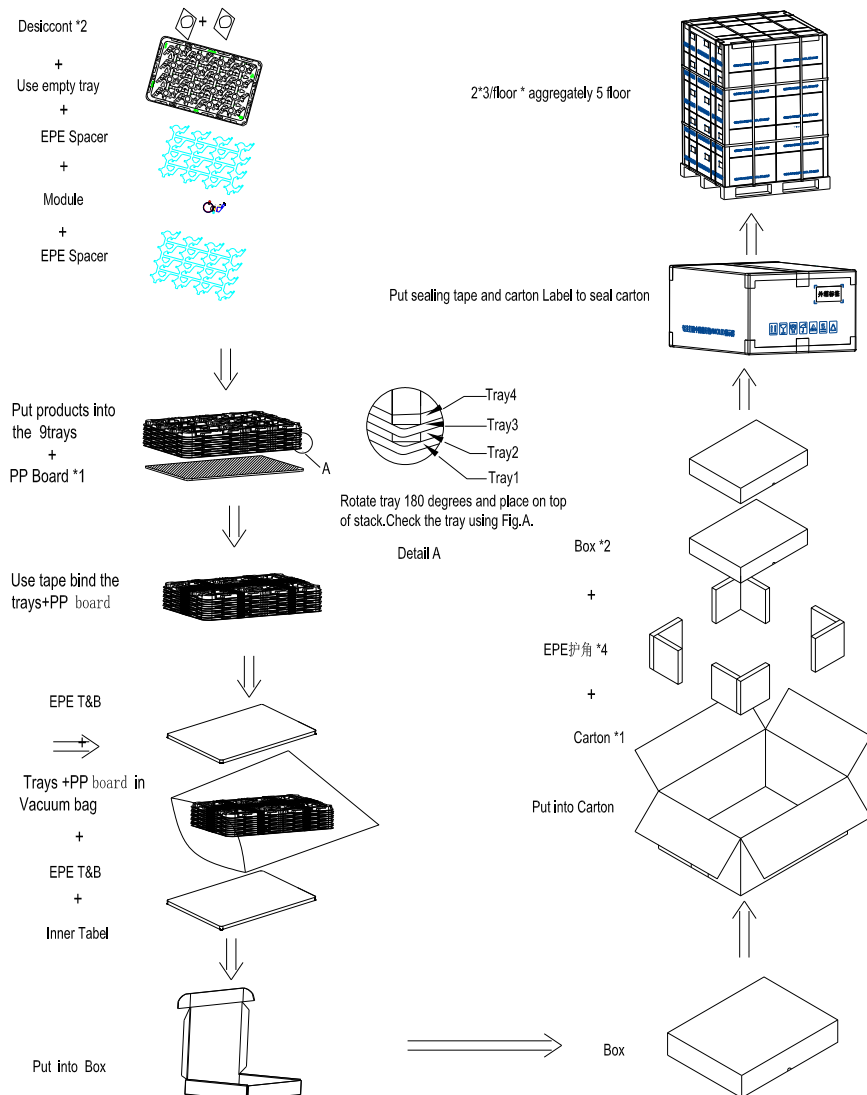 Desiccont *2
+
+
Use empty tray
+
EPE Spacer
+
Module
+
EPE Spacer
Put products into
the 9trays
+
PP Board *1
A
Tray4
Tray3
Tray2
Tray1
Rotate tray 180 degrees and place on top
of stack.Check the tray using Fig.A.
Detail A
Use tape bind the
trays+PP board
EPE T&B
+
Trays +PP board in
Vacuum bag
+
EPE T&B
+
Inner Tabel
Put into Box
Box
Put into Carton
Carton *1
+
EPE护角 *4
+
Box *2
Put sealing tape and carton Label to seal carton
外箱标签
2*3/floor * aggregately 5 floor